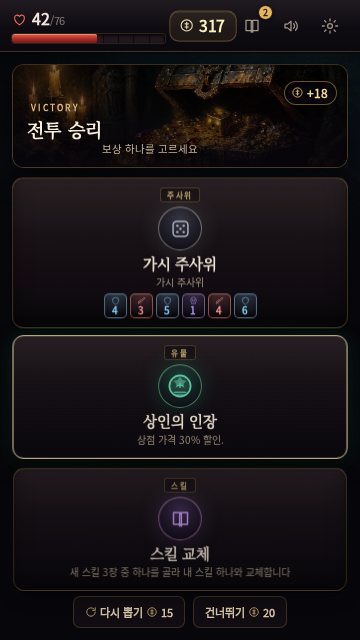 42/76
317
2
VICTORY
+18
전투 승리
보상 하나를 고르세요
주사위
가시 주사위
가시 주사위
4 3 5 1 4 6
유물
상인의 인장
상점 가격 30% 할인.
스킬
스킬 교체
새 스킬 3장 중 하나를 골라 내 스킬 하나와 교체합니다
다시 뽑기 15
건너뛰기 20